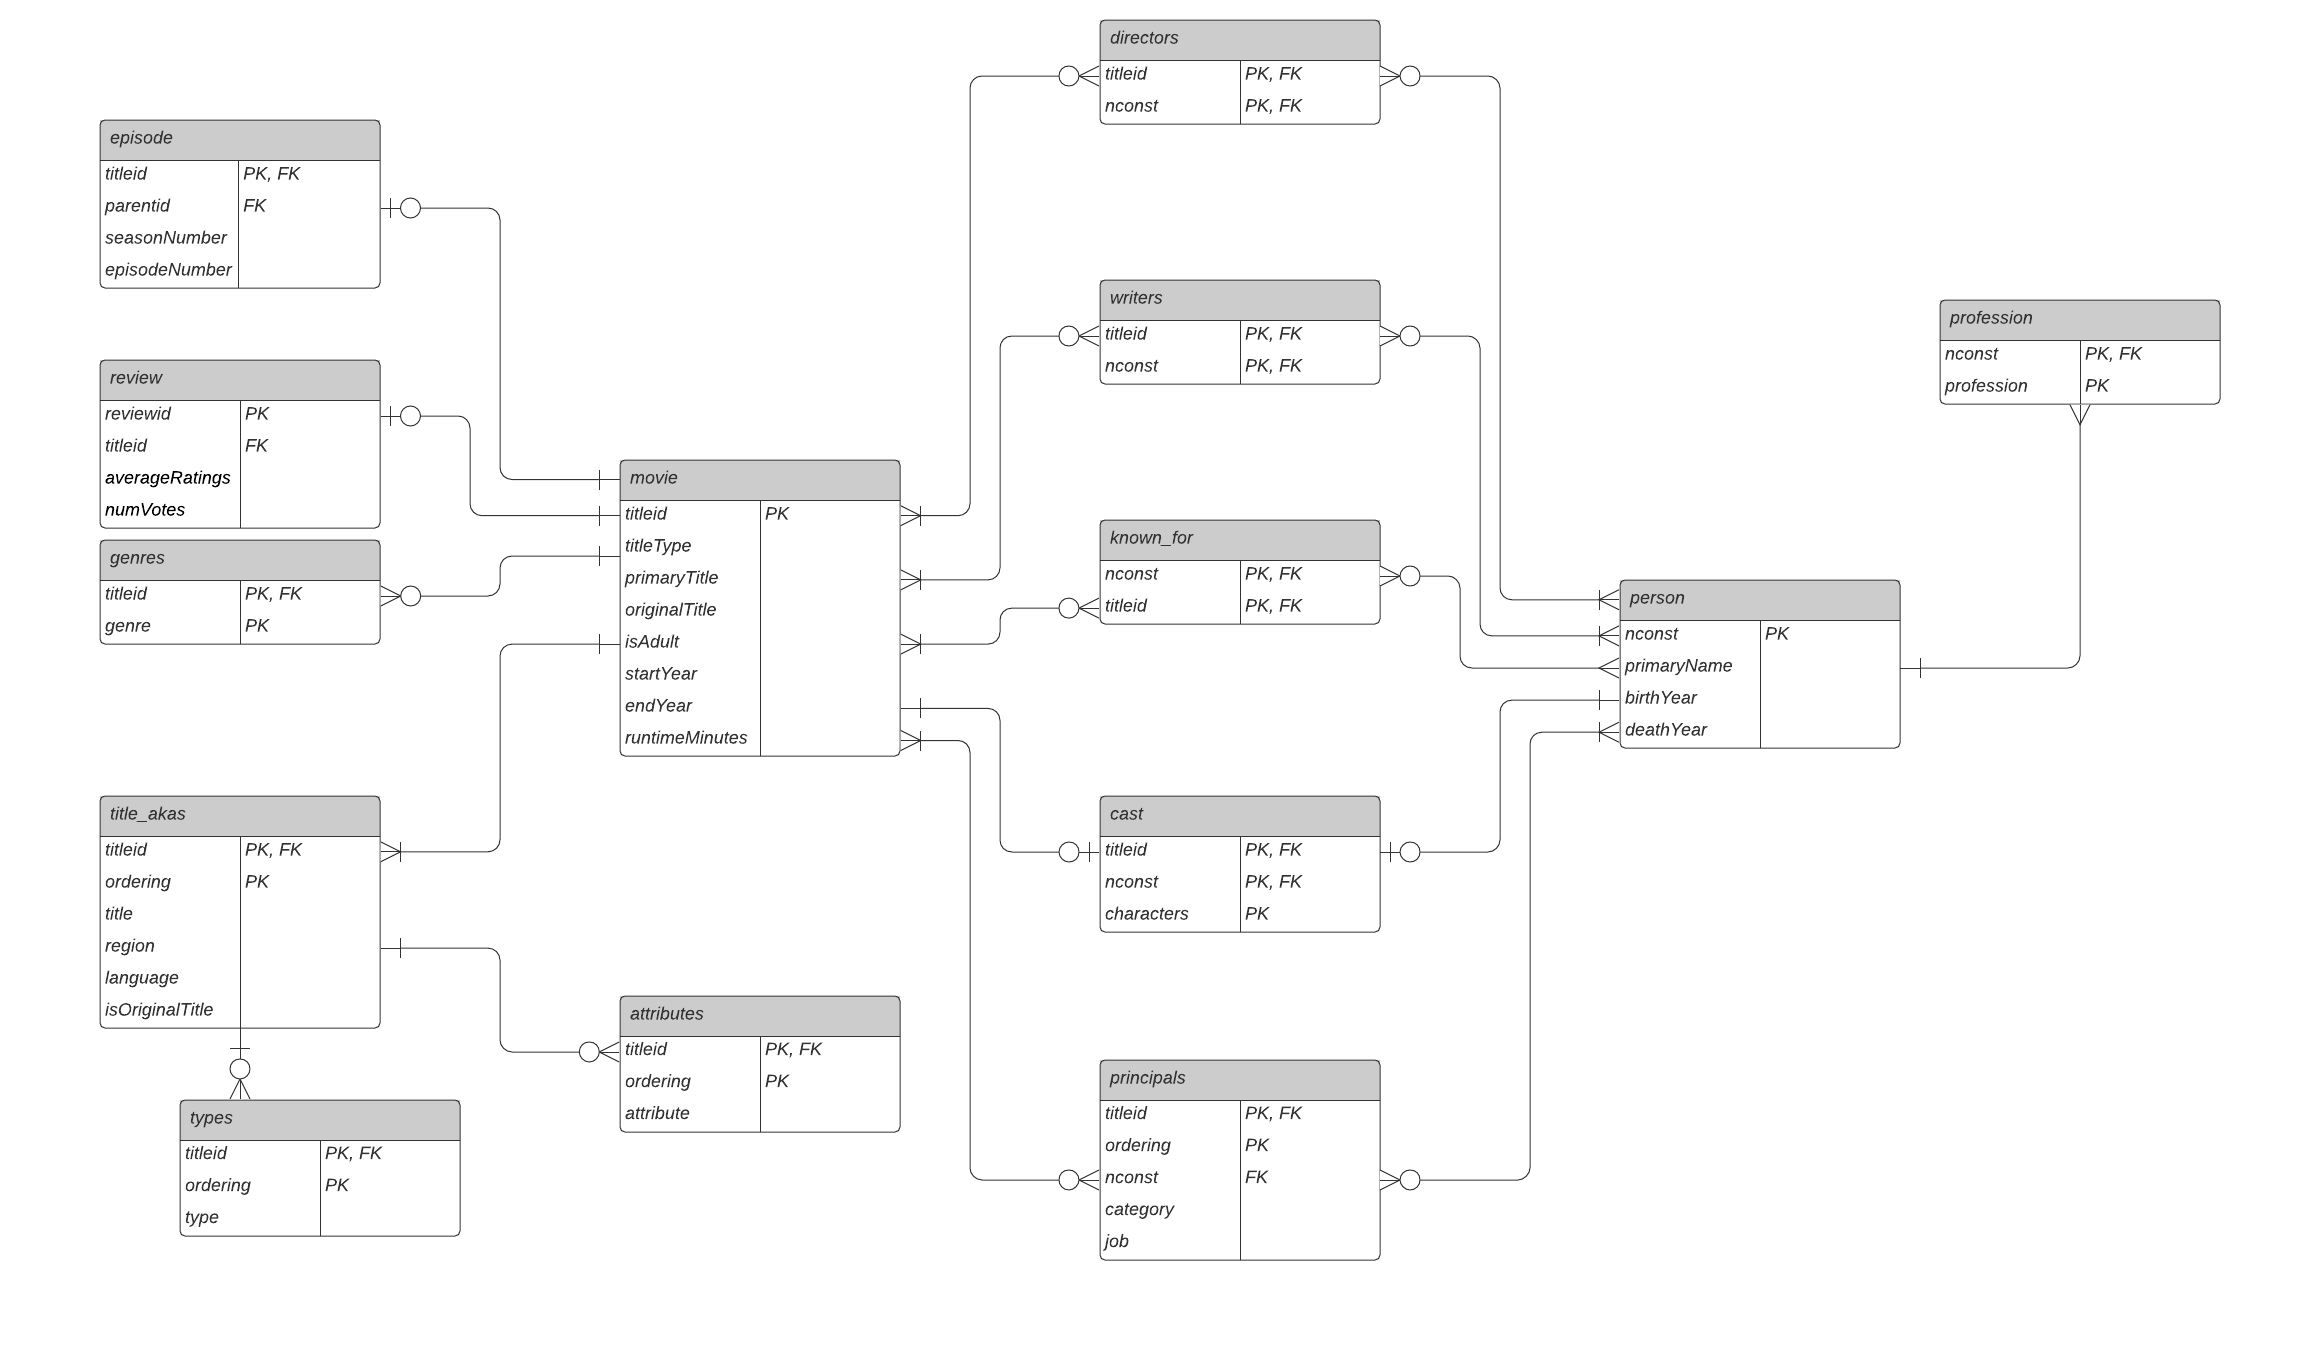 directors
titleid PK, FK
nconst PK, FK
episode
titleid PK, FK
parentid FK
seasonNumber
episodeNumber
writers
titleid PK, FK
nconst PK, FK
profession
nconst PK, FK
profession PK
review
reviewid PK
titleid FK
averageRatings
numVotes
movie
titleid PK
titleType
primaryTitle
originalTitle
isAdult
startYear
endYear
runtimeMinutes
known_for
nconst PK, FK
titleid PK, FK
genres
titleid PK, FK
genre PK
person
nconst PK
primaryName
birthYear
deathYear
title_akas
titleid PK, FK
ordering PK
title
region
language
isOriginalTitle
cast
titleid PK, FK
nconst PK, FK
characters PK
attributes
titleid PK, FK
ordering PK
attribute
principals
titleid PK, FK
ordering PK
nconst FK
category
job
types
titleid PK, FK
ordering PK
type